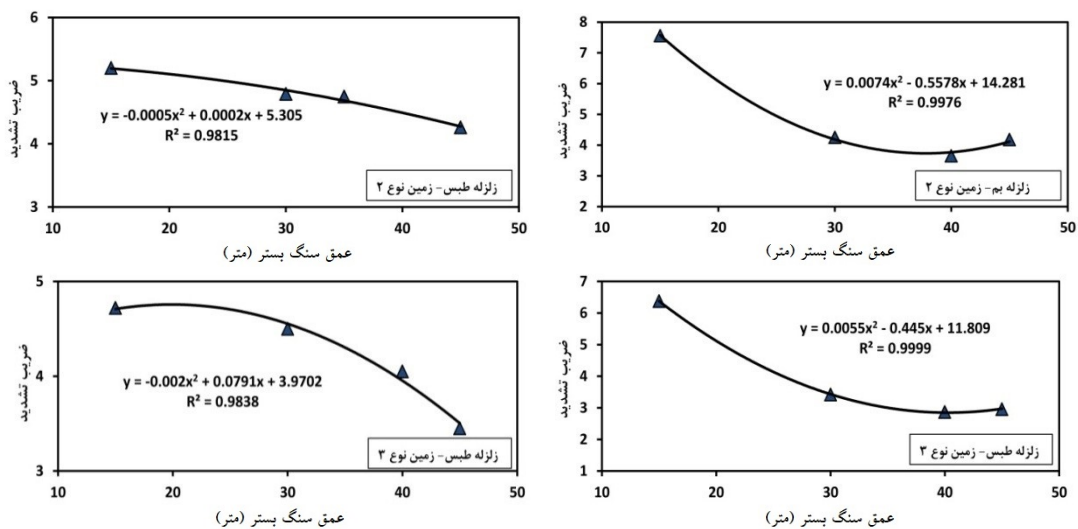 6
5
4
3
10
20
30
40
50
ضریب تشدید
y = -0.0005x² + 0.0002x + 5.305
R² = 0.9815
زلزله طبس- زمین نوع ۲
عمق سنگ بستر (متر)
8
7
6
5
4
3
2
10
20
30
40
50
ضریب تشدید
y = 0.0074x² - 0.5578x + 14.281
R² = 0.9976
زلزله بم- زمین نوع ۲
عمق سنگ بستر (متر)
5
4
3
10
20
30
40
50
ضریب تشدید
y = -0.002x² + 0.0791x + 3.9702
R² = 0.9838
زلزله طبس- زمین نوع ۳
عمق سنگ بستر (متر)
7
6
5
4
3
2
1
10
20
30
40
50
ضریب تشدید
y = 0.0055x² - 0.445x + 11.809
R² = 0.9999
زلزله طبس- زمین نوع ۳
عمق سنگ بستر (متر)